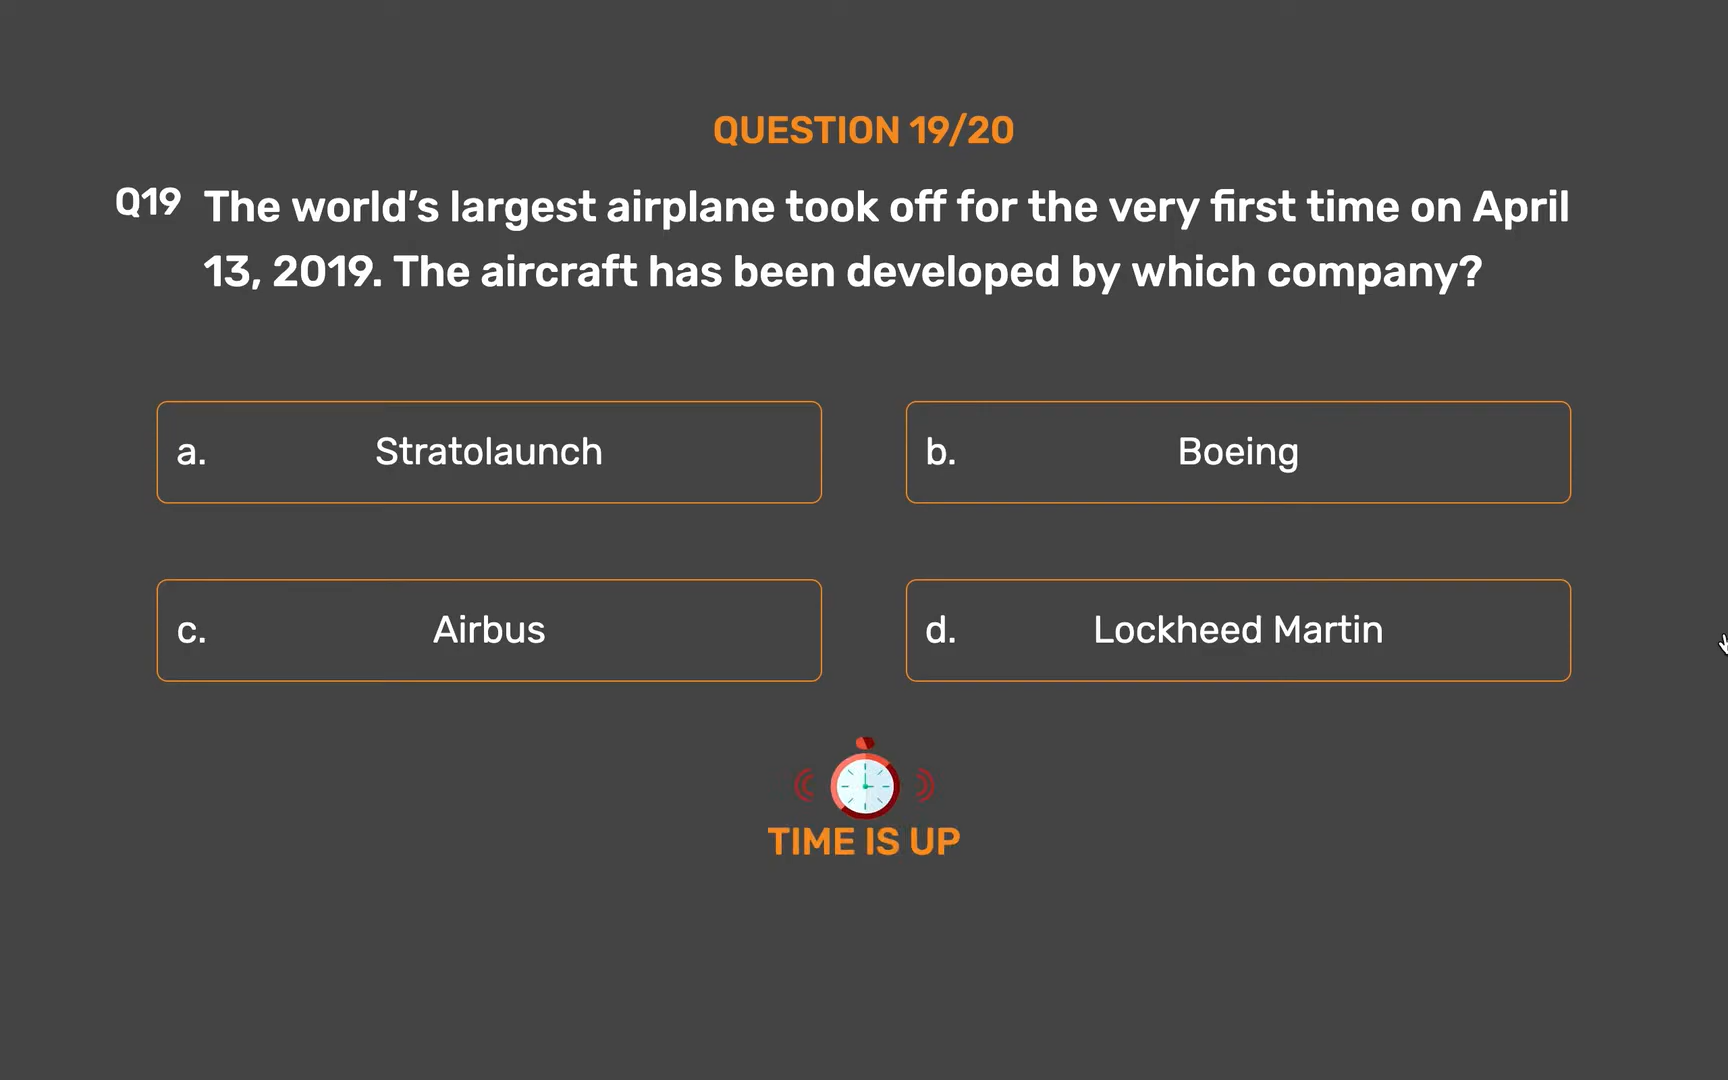 QUESTION 19/20
Q19 The world’s largest airplane took off for the very first time on April
13, 2019. The aircraft has been developed by which company?
a. Stratolaunch
b. Boeing
c. Airbus
d. Lockheed Martin
TIME IS UP